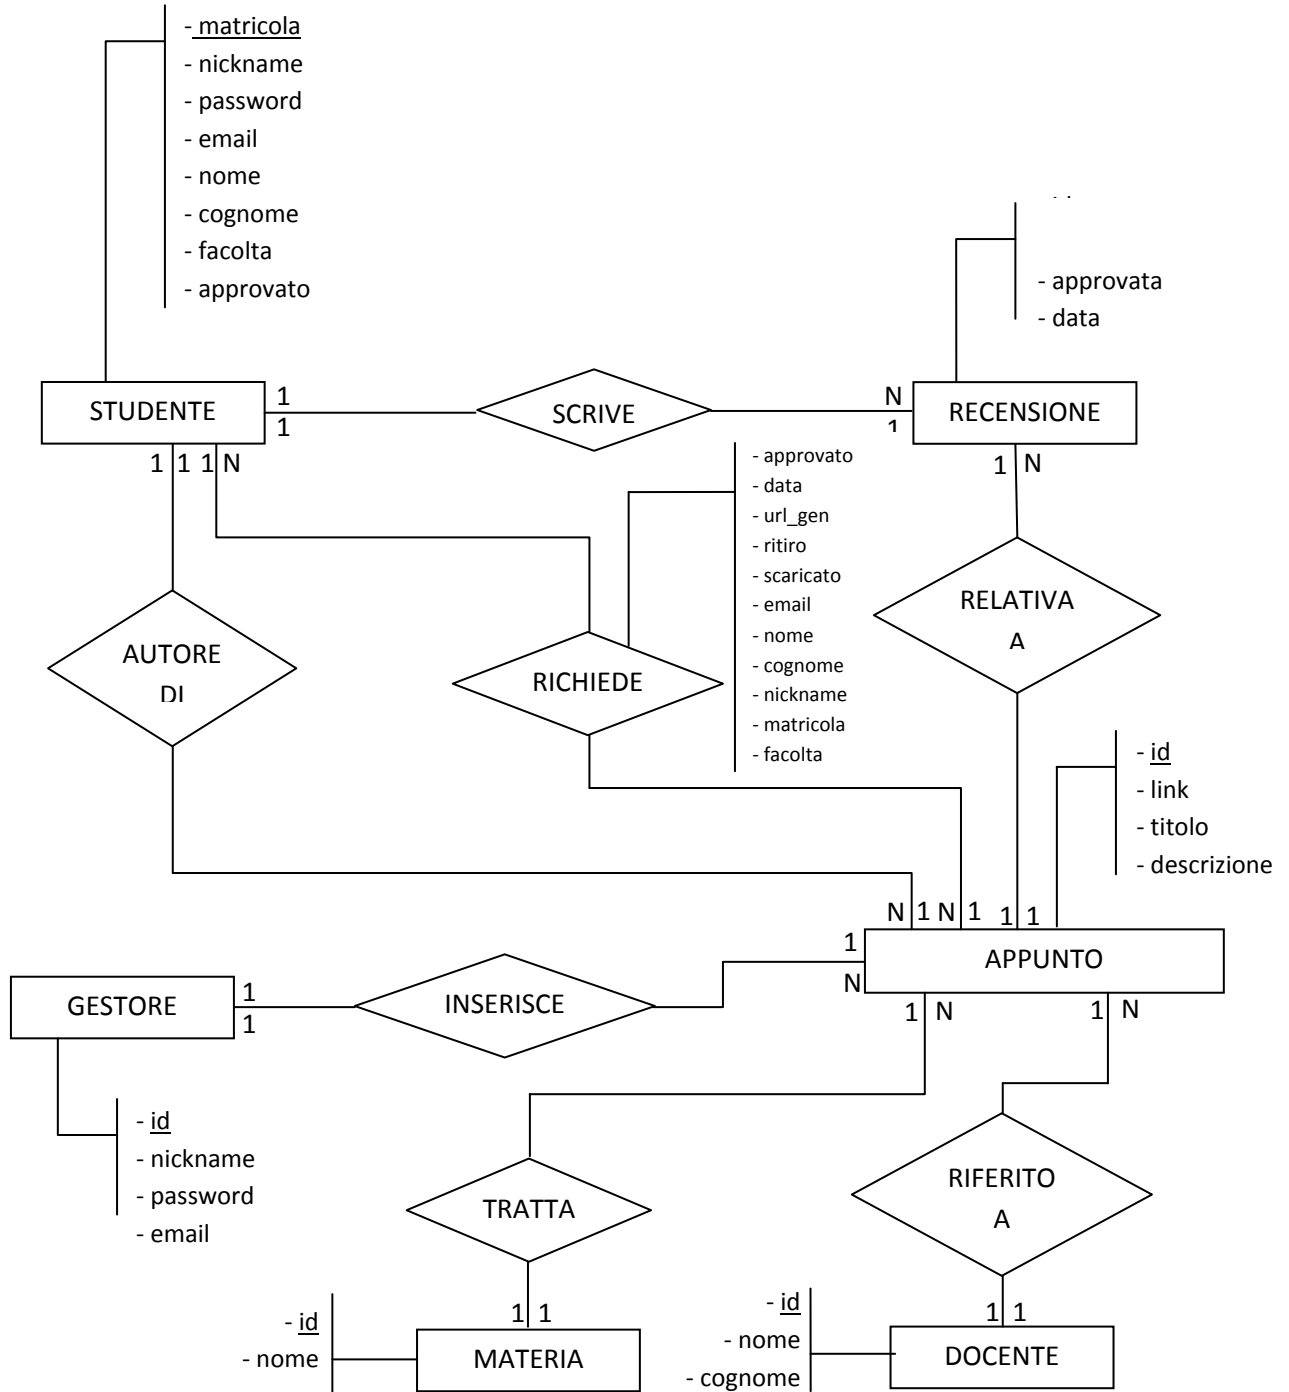 - matricola
- nickname
- password
- email
- nome
- cognome
- facolta
- approvato
- approvata
- data
STUDENTE
1
1
SCRIVE
N
1
RECENSIONE
1 1 1 N
1 N
- approvato
- data
- url_gen
- ritiro
- scaricato
- email
- nome
- cognome
- nickname
- matricola
- facolta
AUTORE
DI
RICHIEDE
RELATIVA
A
- id
- link
- titolo
- descrizione
N 1 N 1 1 1
APPUNTO
1
N
GESTORE
1
1
INSERISCE
1 N
1 N
- id
- nickname
- password
- email
TRATTA
RIFERITO
A
1 1
1 1
- id
- nome
MATERIA
- id
- nome
- cognome
DOCENTE